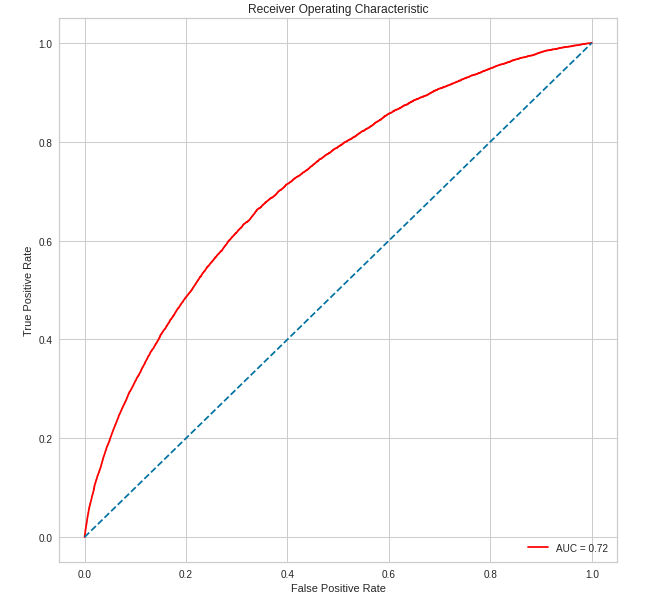 Receiver Operating Characteristic
1.0
0.8
0.6
0.4
0.2
0.0
True Positive Rate
AUC = 0.72
0.0 0.2 0.4 0.6 0.8 1.0
False Positive Rate